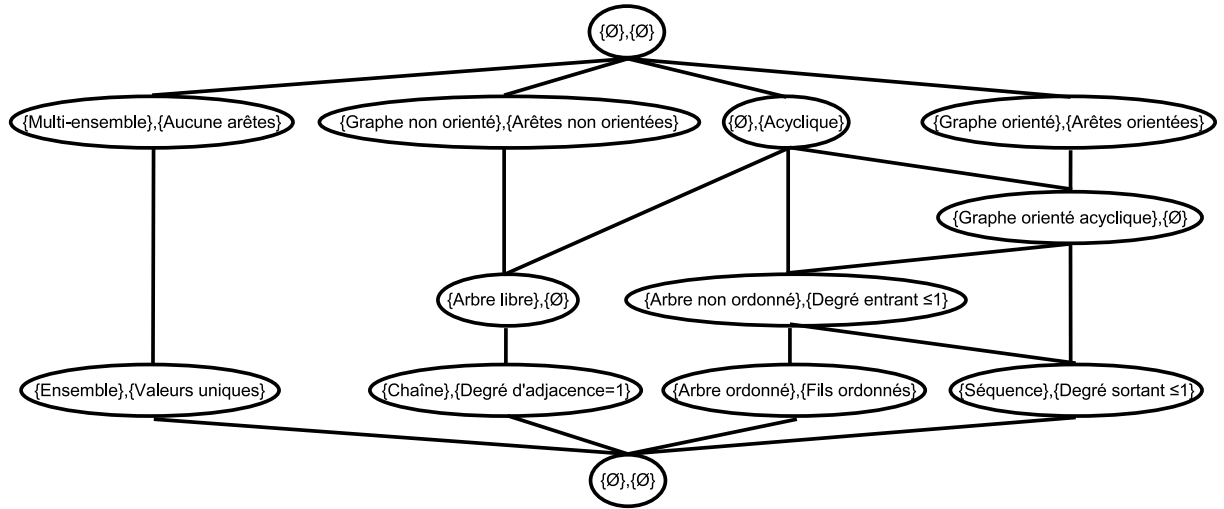 {Ø},{Ø}
{Multi-ensemble},{Aucune arêtes}
{Graphe non orienté},{Arêtes non orientées}
{Ø},{Acyclique}
{Graphe orienté},{Arêtes orientées}
{Graphe orienté acyclique},{Ø}
{Arbre libre},{Ø}
{Arbre non ordonné},{Degré entrant ≤1}
{Ensemble},{Valeurs uniques}
{Chaîne},{Degré d'adjacence=1}
{Arbre ordonné},{Fils ordonnés}
{Séquence},{Degré sortant ≤1}
{Ø},{Ø}